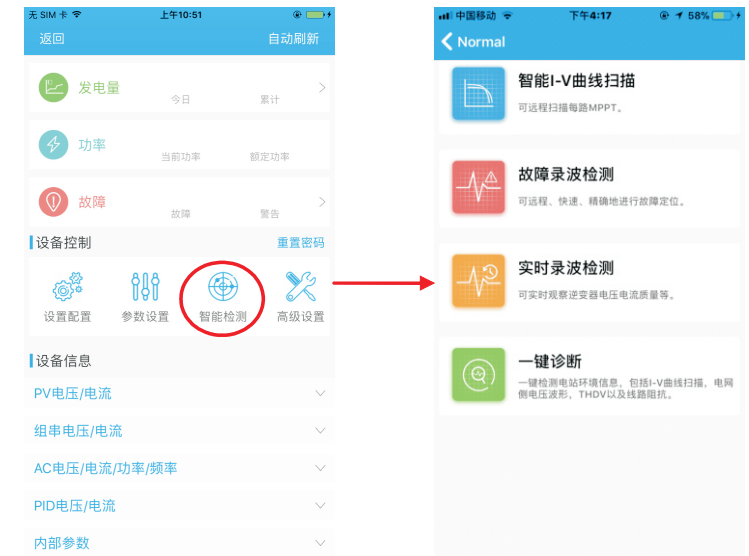 无 SIM 卡
上午10:51
返回
自动刷新
发电量
今日
累计
功率
当前功率
额定功率
故障
故障
警告
设备控制
重置密码
设置配置
参数设置
智能检测
高级设置
设备信息
PV电压/电流
组串电压/电流
AC电压/电流/功率/频率
PID电压/电流
内部参数
中国移动
下午4:17
58%
Normal
智能I-V曲线扫描
可远程扫描每路MPPT。
故障录波检测
可远程、快速、精确地进行故障定位。
实时录波检测
可实时观察逆变器电压电流质量等。
一键诊断
一键检测电站环境信息，包括I-V曲线扫描，电网
侧电压波形，THDV以及线路阻抗。